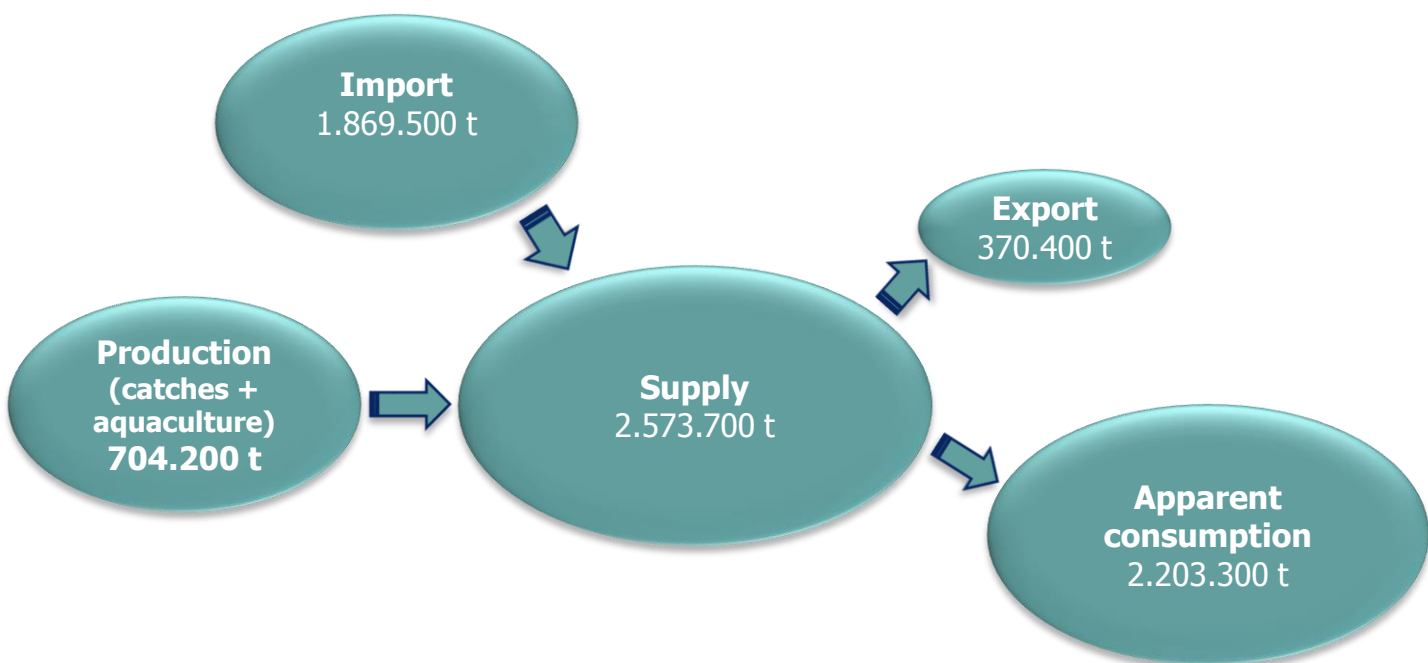 Import
1.869.500 t
Export
370.400 t
Production
(catches +
aquaculture)
704.200 t
Supply
2.573.700 t
Apparent
consumption
2.203.300 t